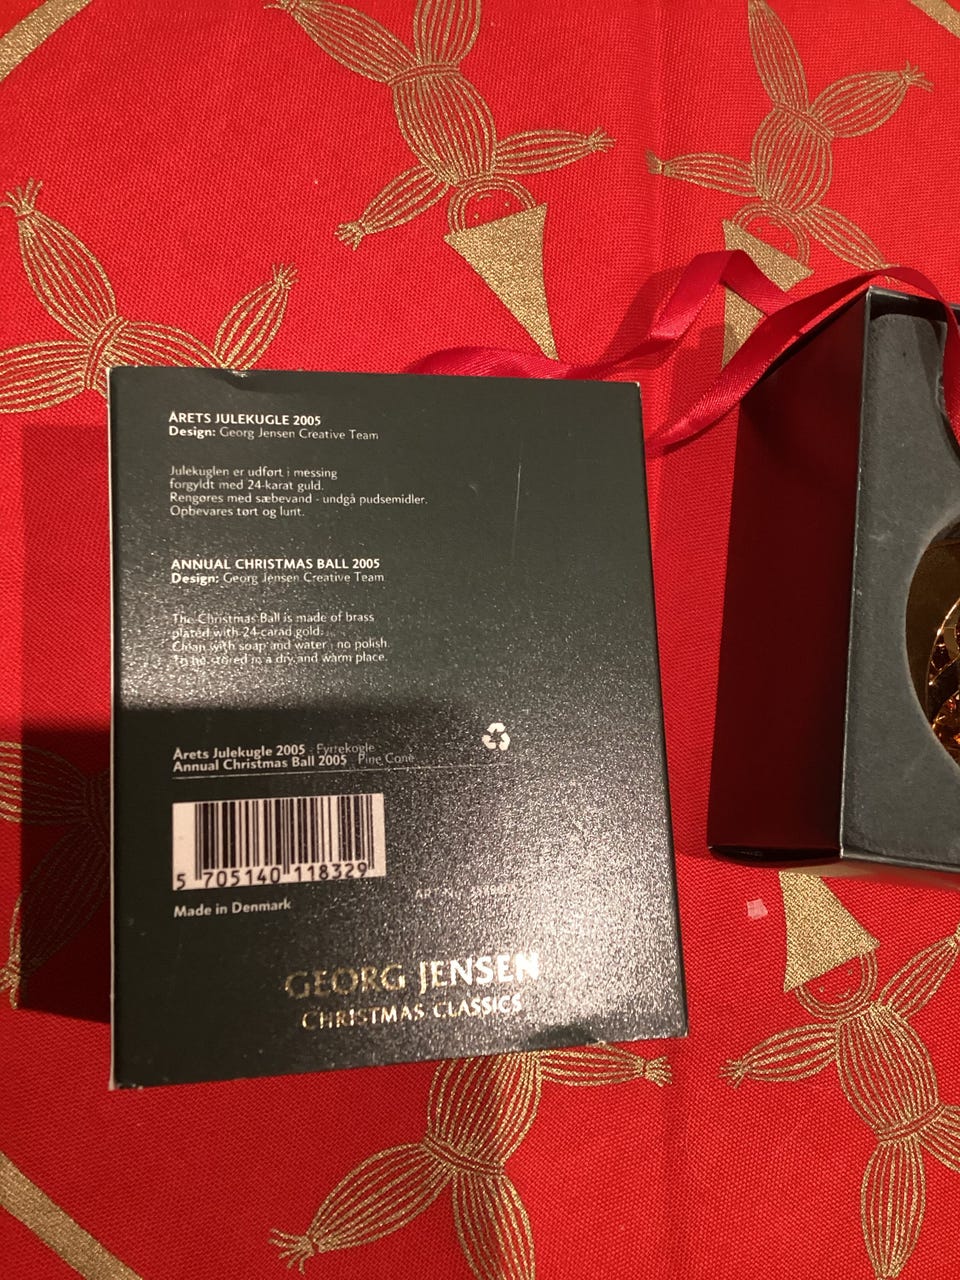 ÅRETS JULEKUGLE 2005
Design: Georg Jensen Creative Team
Julekuglen er udført i messing
forgyldt med 24-karat guld.
Rengøres med sæbevand - undgå pudsemidler.
Opbevares tørt og lunt.
ANNUAL CHRISTMAS BALL 2005
Design: Georg Jensen Creative Team
The Christmas Ball is made of brass
plated with 24-carad gold.
Clean with soap and water - no polish.
To be stored in a dry and warm place.
Årets Julekugle 2005 - Fyrrekogle
Annual Christmas Ball 2005 - Pine Cone
5 705140 118329
Made in Denmark
ART. No.
GEORG JENSEN
CHRISTMAS CLASSICS